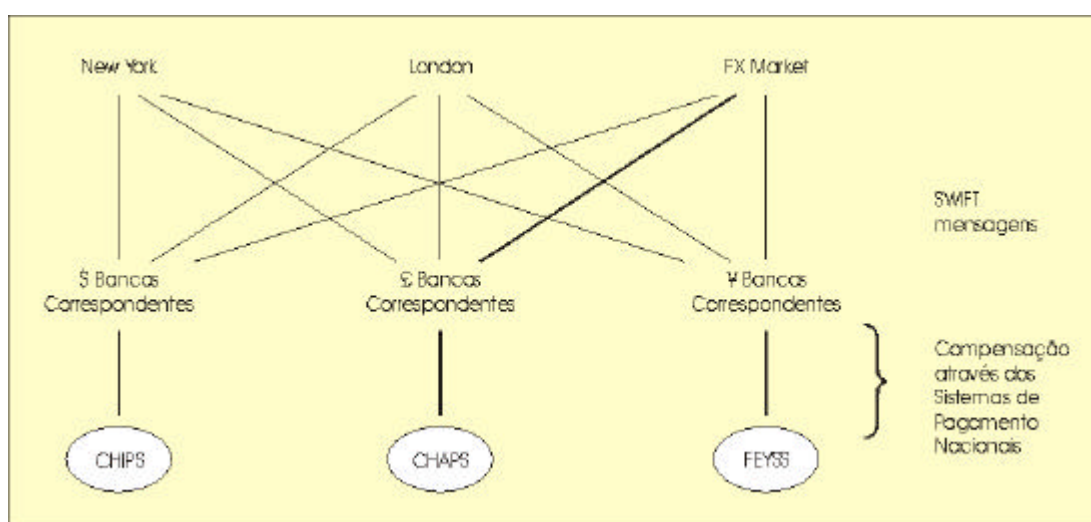 New York
London
FX Market
SWIFT
mensagens
$ Bancos
Correspondentes
£ Bancos
Correspondentes
¥ Bancos
Correspondentes
Compensação
através dos
Sistemas de
Pagamento
Nacionais
CHIPS
CHAPS
FEYSS